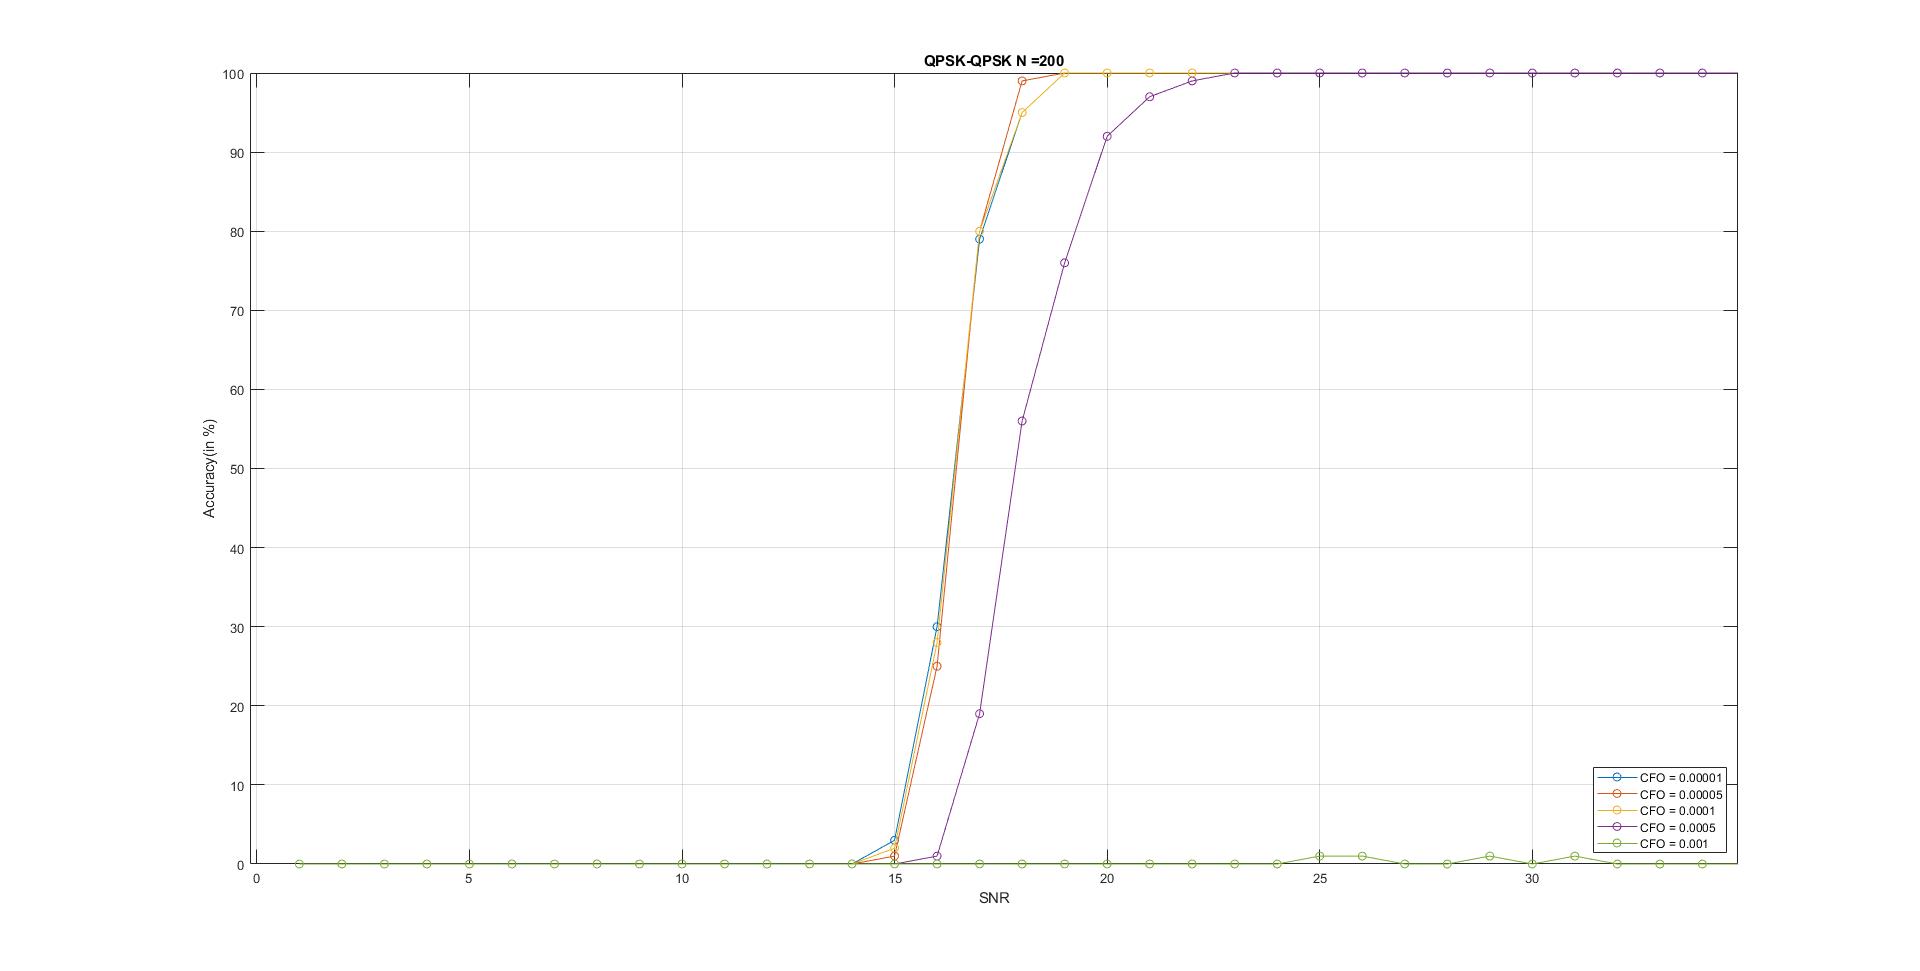 QPSK-QPSK N =200
100
90
80
70
60
50
40
30
20
10
0
Accuracy(in %)
0 5 10 15 20 25 30
SNR
CFO = 0.00001
CFO = 0.00005
CFO = 0.0001
CFO = 0.0005
CFO = 0.001